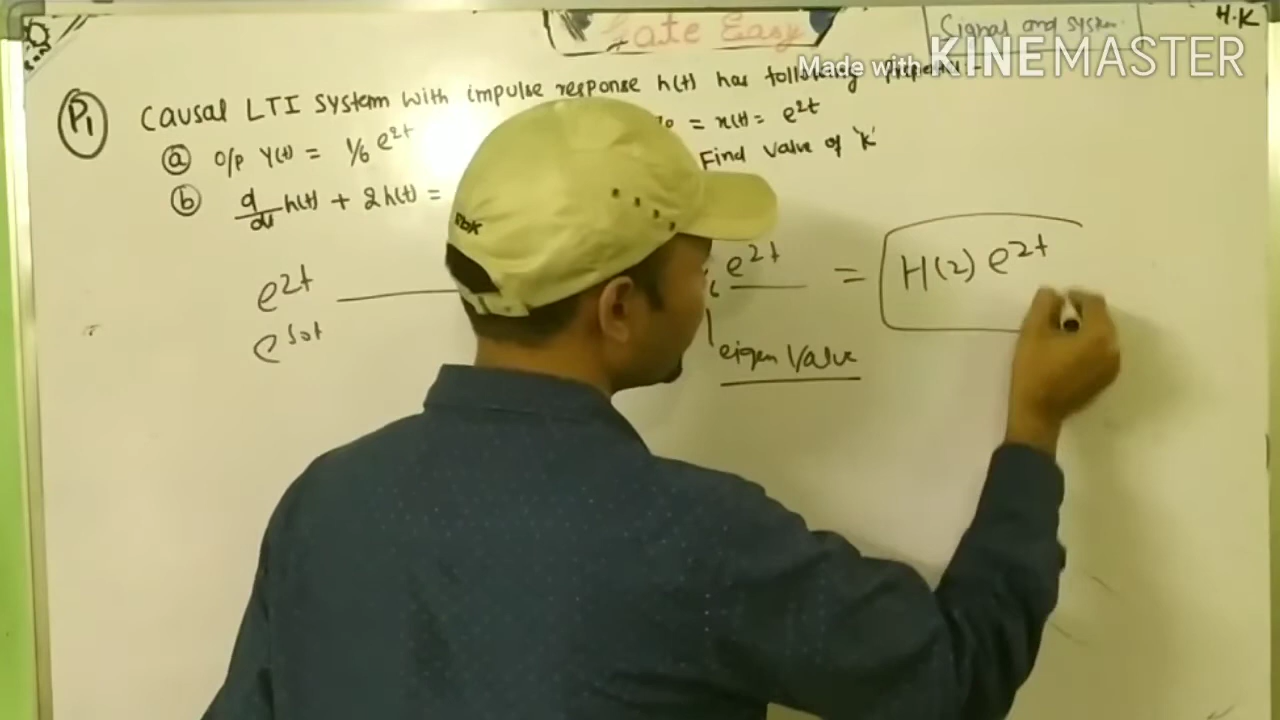 H.K
Gate Easy
Signal and System
Made with KINEMASTER
P1 Causal LTI System with impulse response h(t) has following
ⓐ O/p Y(t) = 1/6 e^2t = x(t) = e^2t
Find Value of 'K'
ⓑ d/dt h(t) + 2h(t) =
e^2t e^2t = H(2) e^2t
e^sot
eigen Value